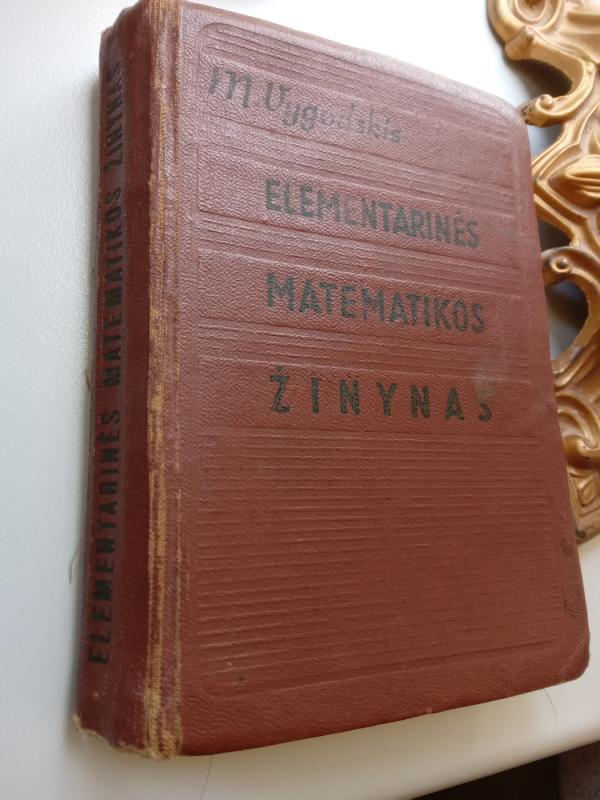 M Vygodskis
ELEMENTARINĖS
MATEMATIKOS
ŽINYNAS
ELEMENTARINĖS MATEMATIKOS ŽINYNAS